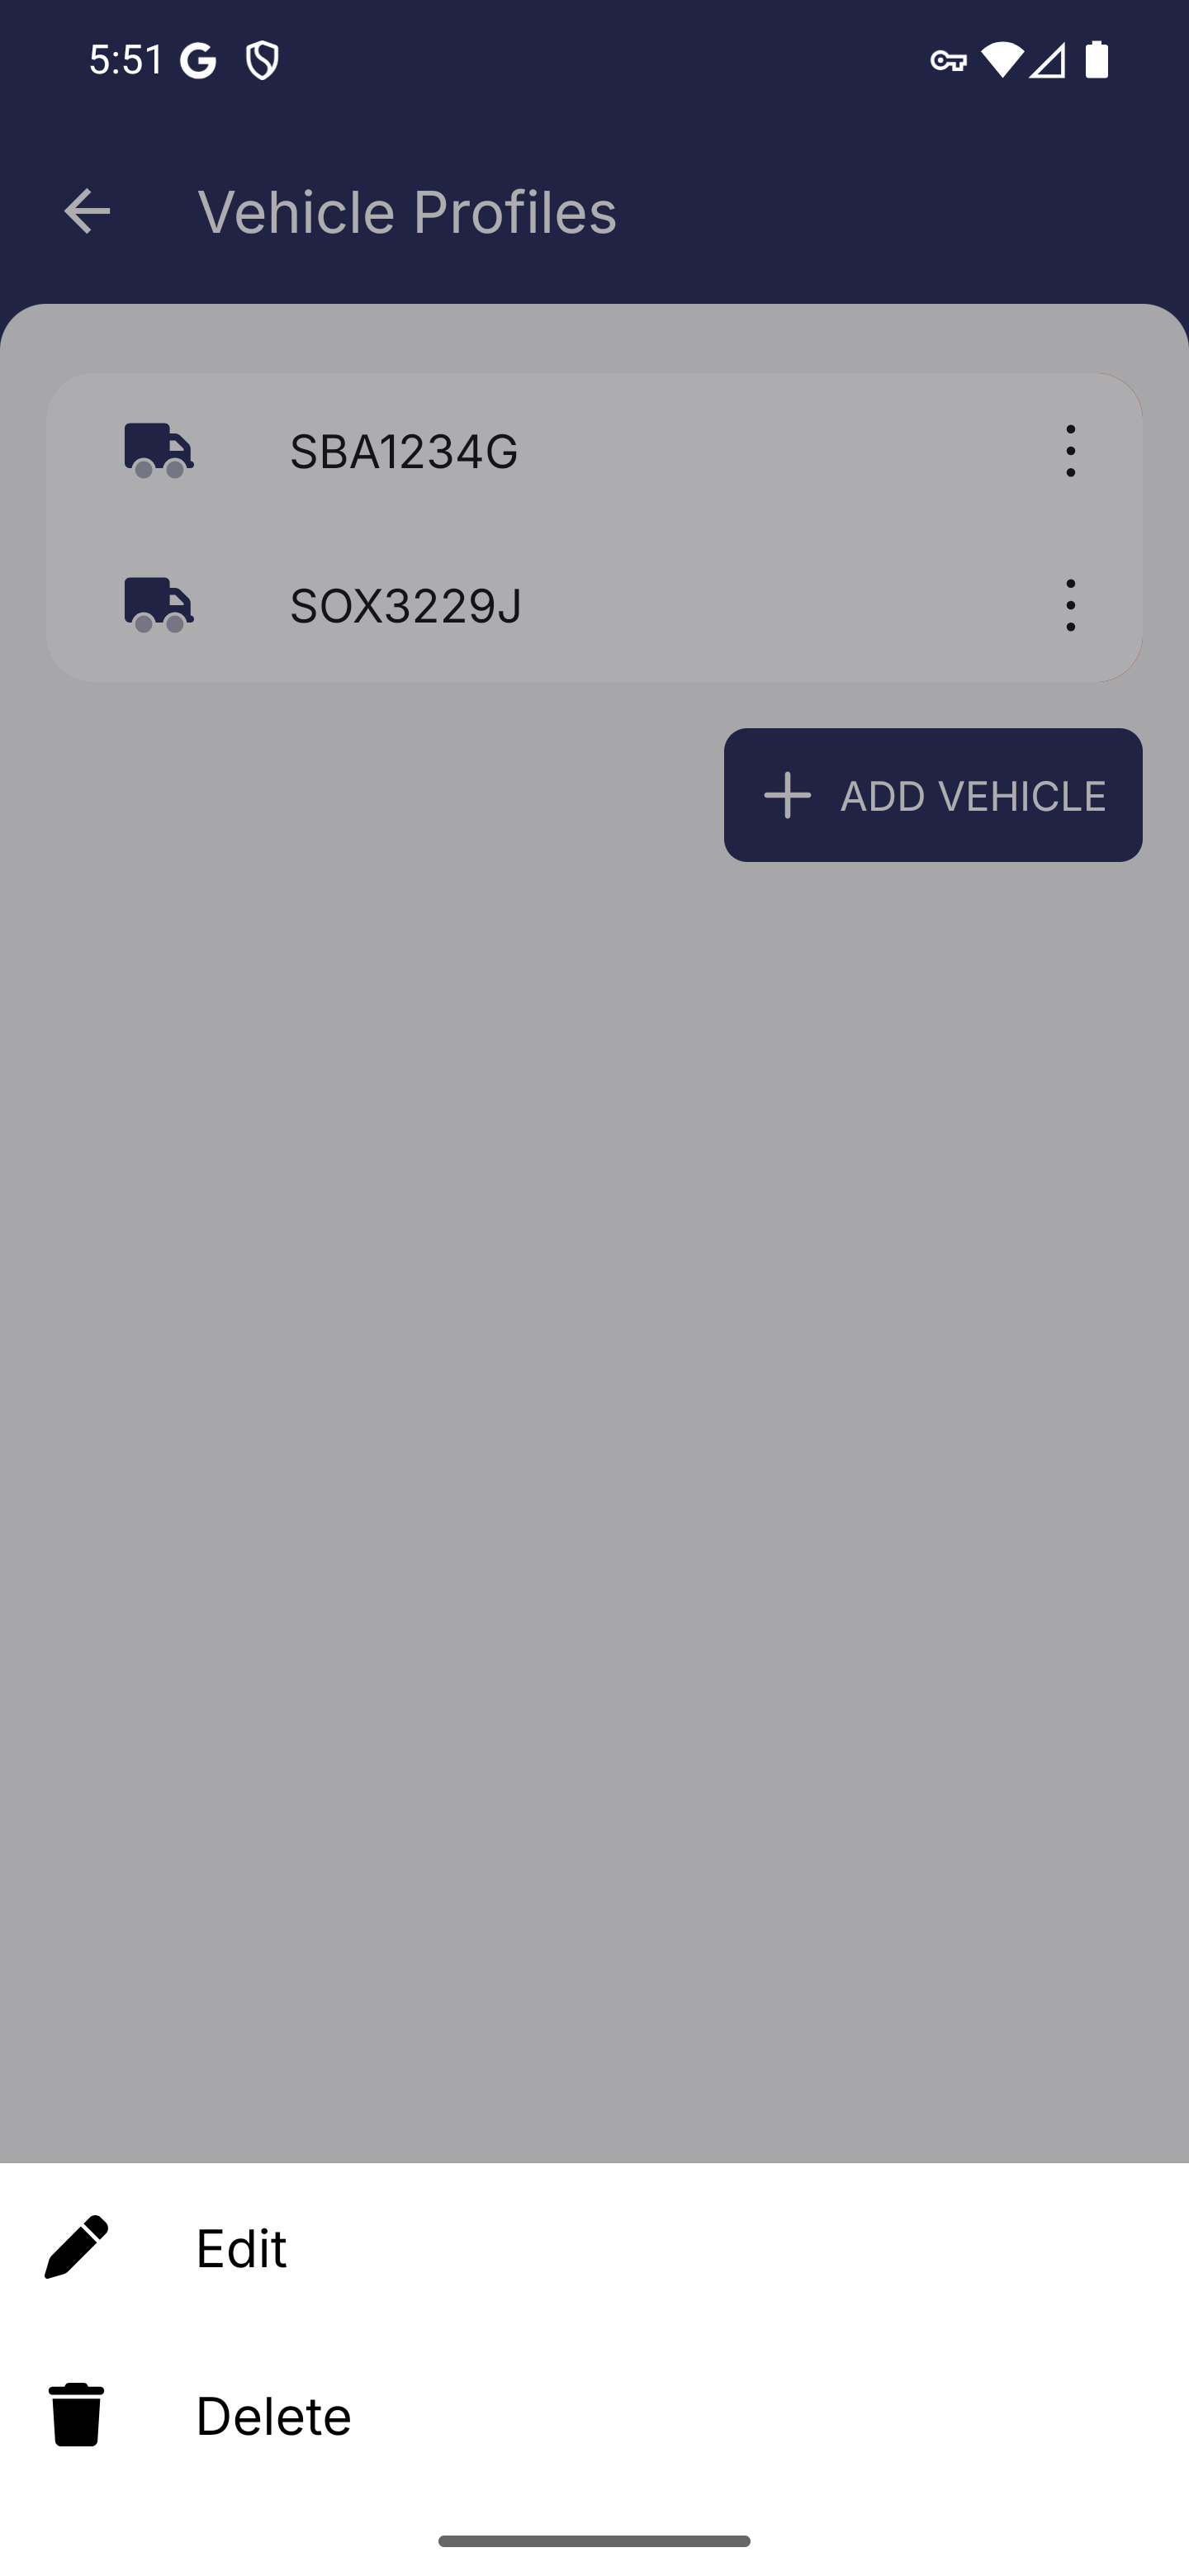 5:51
Vehicle Profiles
SBA1234G
SOX3229J
ADD VEHICLE
Edit
Delete